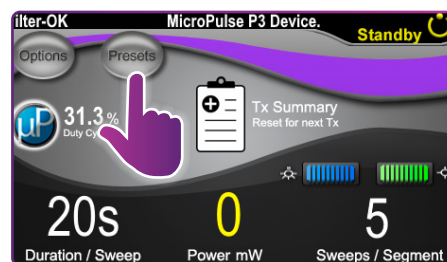 ilter-OK MicroPulse P3 Device. Standby
Options Presets
µP 31.3 %
Duty Cy
Tx Summary
Reset for next Tx
20s 0 5
Duration / Sweep Power mW Sweeps / Segment